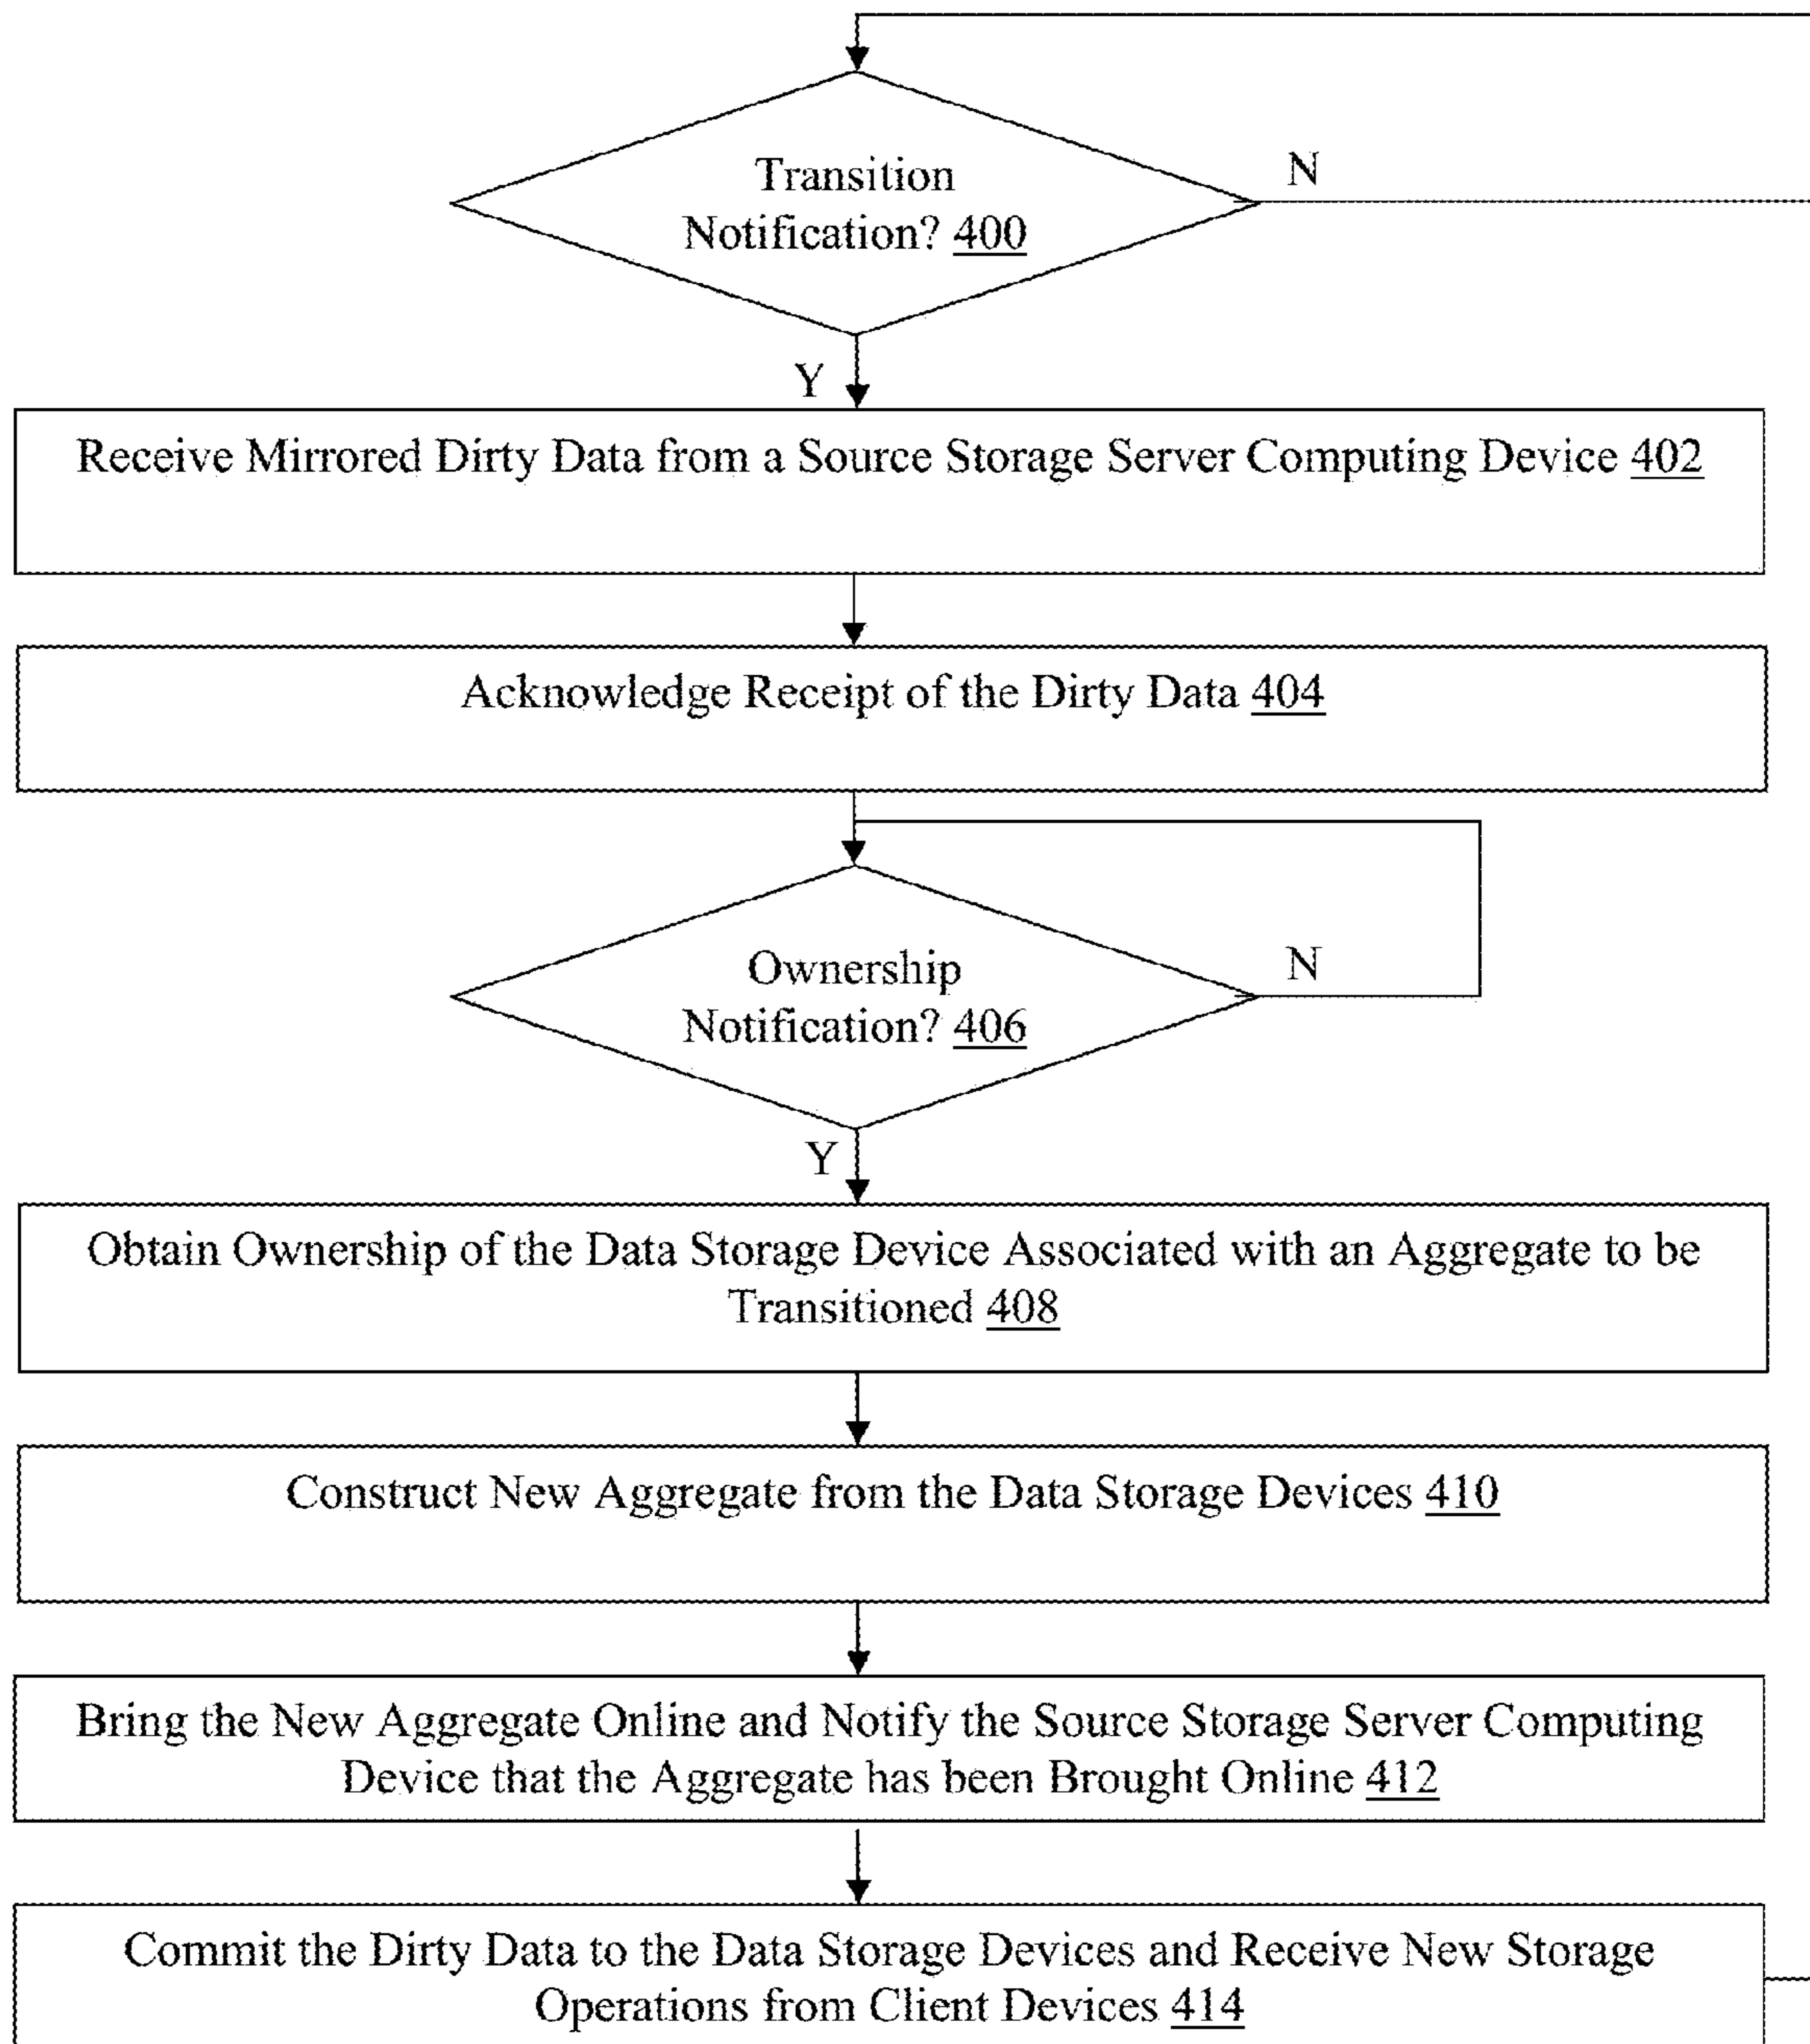 Transition
Notification? 400
N
Y
Receive Mirrored Dirty Data from a Source Storage Server Computing Device 402
Acknowledge Receipt of the Dirty Data 404
Ownership
Notification? 406
N
Y
Obtain Ownership of the Data Storage Device Associated with an Aggregate to be
Transitioned 408
Construct New Aggregate from the Data Storage Devices 410
Bring the New Aggregate Online and Notify the Source Storage Server Computing
Device that the Aggregate has been Brought Online 412
Commit the Dirty Data to the Data Storage Devices and Receive New Storage
Operations from Client Devices 414